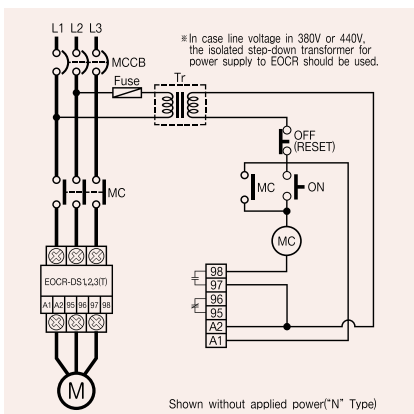 L1 L2 L3
※In case line voltage in 380V or 440V,
the isolated step-down transformer for
power supply to EOCR should be used.
MCCB
Fuse
Tr
OFF
(RESET)
MC
MC
ON
MC
98
97
96
95
A2
A1
EOCR-DS1,2,3(T)
A1 A2 95 96 97 98
M
Shown without applied power("N" Type)